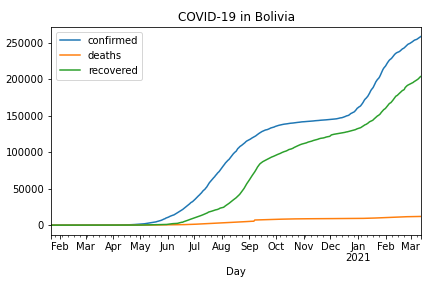 COVID-19 in Bolivia
confirmed
deaths
recovered
250000
200000
150000
100000
50000
0
Feb Mar Apr May Jun Jul Aug Sep Oct Nov Dec Jan Feb Mar
2021
Day